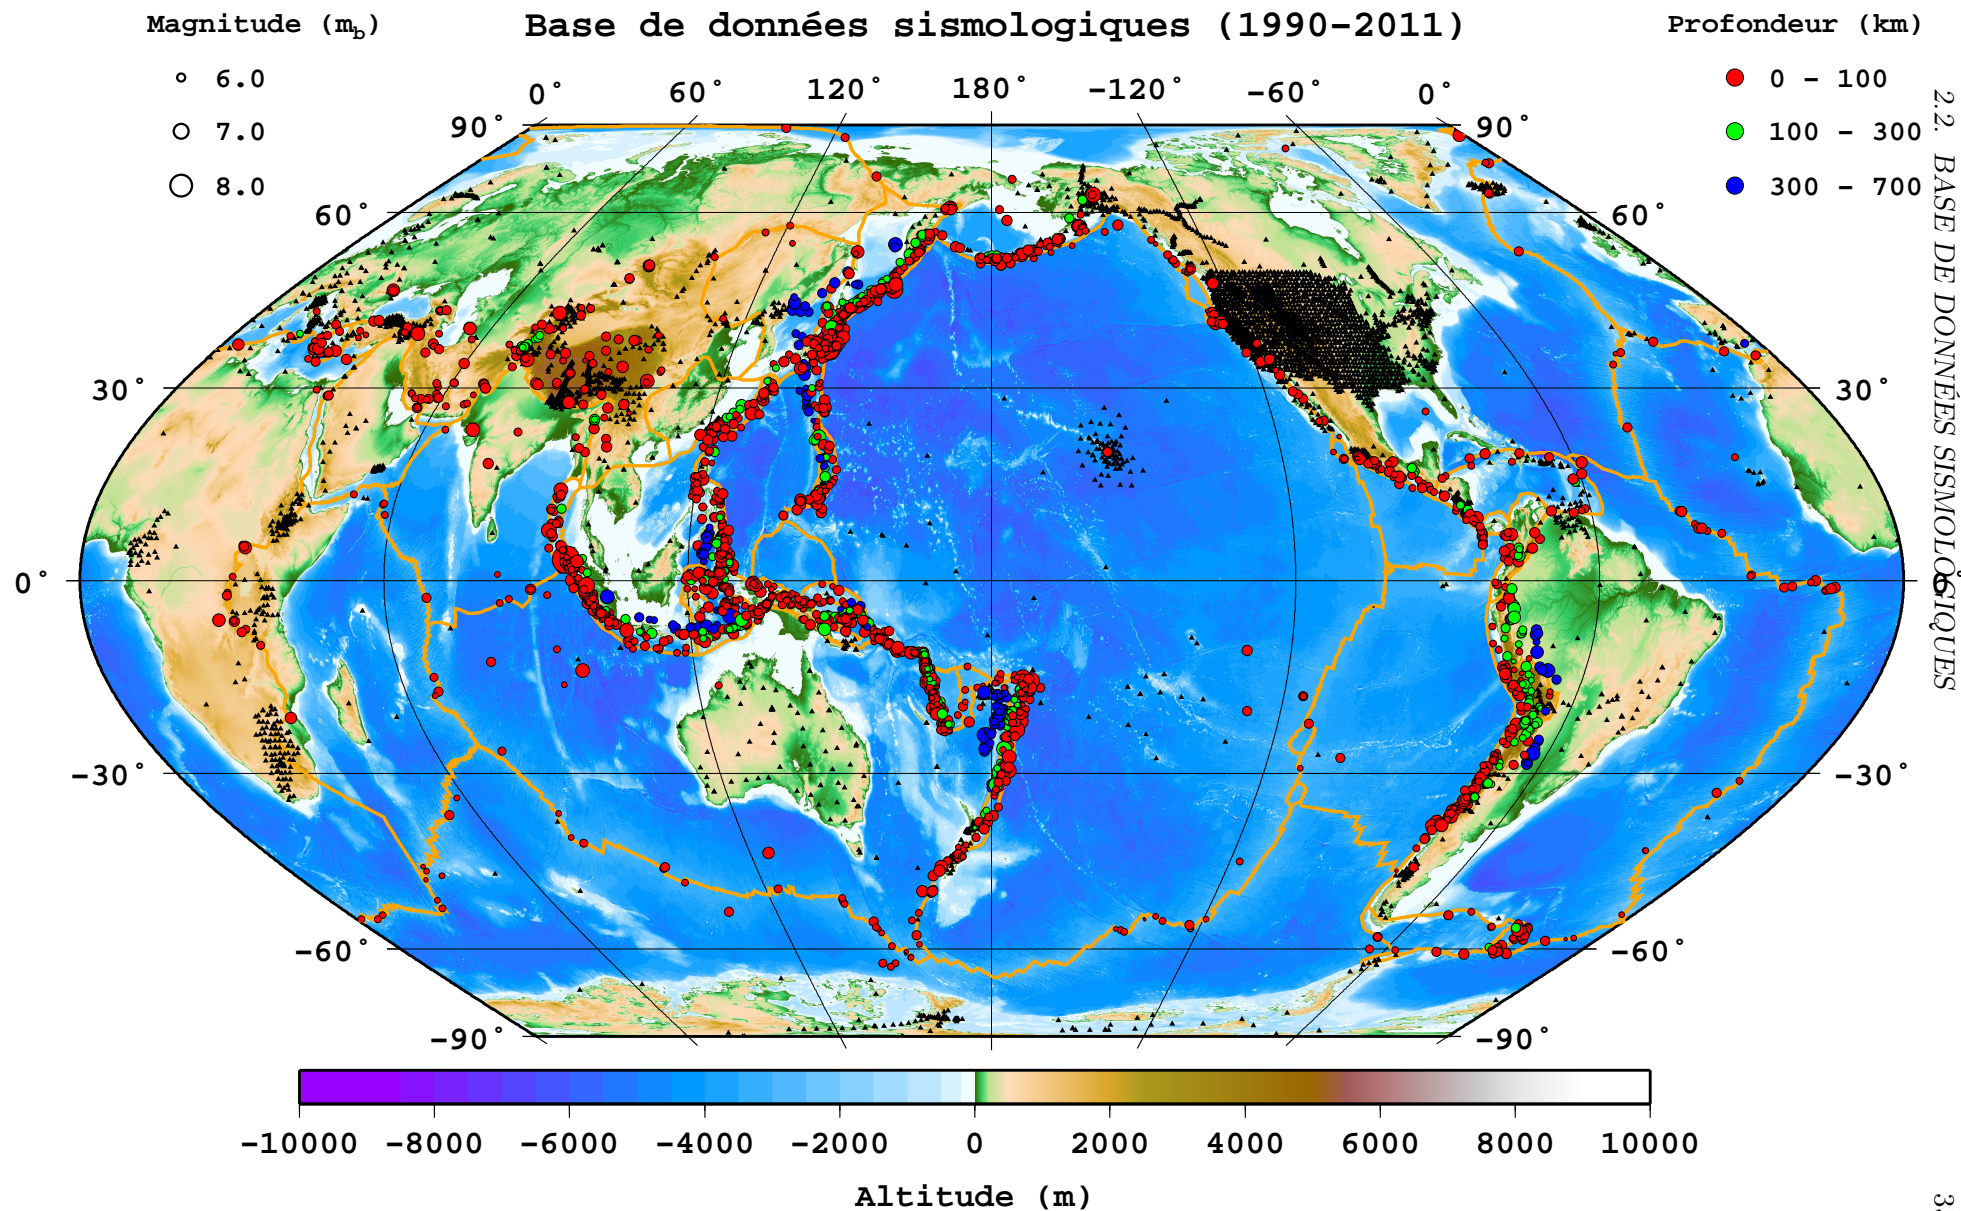 Magnitude (mb)
6.0
7.0
8.0
Base de données sismologiques (1990-2011)
Profondeur (km)
0 - 100
100 - 300
300 - 700
0° 60° 120° 180° -120° -60° 0°
90° 90°
60° 60°
30° 30°
0° 0°
-30° -30°
-60° -60°
-90° -90°
-10000 -8000 -6000 -4000 -2000 0 2000 4000 6000 8000 10000
Altitude (m)
2.2. BASE DE DONNÉES SISMOLOGIQUES